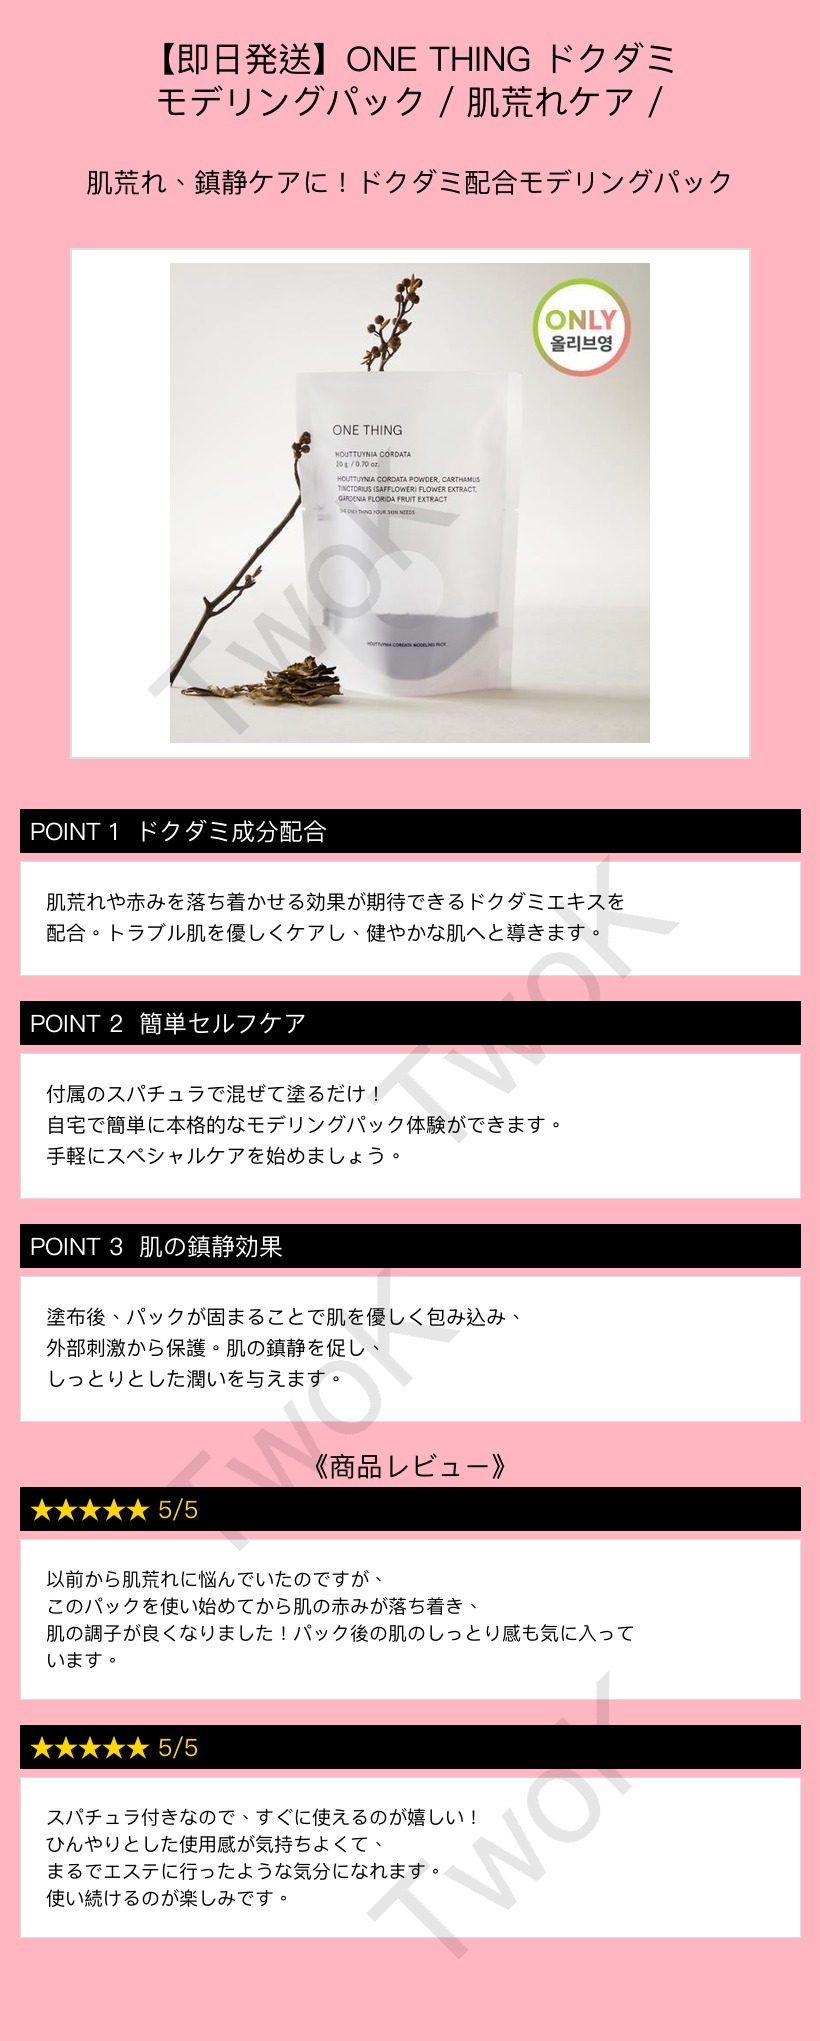 【即日発送】ONE THING ドクダミ
モデリングパック / 肌荒れケア /
肌荒れ、鎮静ケアに！ドクダミ配合モデリングパック
ONLY
올리브영
ONE THING
HOUTTUYNIA CORDATA
20 g / 0.70 oz.
HOUTTUYNIA CORDATA POWDER, CARTHAMUS
TINCTORIUS (SAFFLOWER) FLOWER EXTRACT,
GARDENIA FLORIDA FRUIT EXTRACT
THE ONLY THING YOUR SKIN NEEDS
HOUTTUYNIA CORDATA MODELING PACK
TwoK
POINT 1 ドクダミ成分配合
肌荒れや赤みを落ち着かせる効果が期待できるドクダミエキスを
配合。トラブル肌を優しくケアし、健やかな肌へと導きます。
TwoK
POINT 2 簡単セルフケア
付属のスパチュラで混ぜて塗るだけ！
自宅で簡単に本格的なモデリングパック体験ができます。
手軽にスペシャルケアを始めましょう。
POINT 3 肌の鎮静効果
塗布後、パックが固まることで肌を優しく包み込み、
外部刺激から保護。肌の鎮静を促し、
しっとりとした潤いを与えます。
TwoK
《商品レビュー》
★★★★★ 5/5
以前から肌荒れに悩んでいたのですが、
このパックを使い始めてから肌の赤みが落ち着き、
肌の調子が良くなりました！パック後の肌のしっとり感も気に入って
います。
★★★★★ 5/5
スパチュラ付きなので、すぐに使えるのが嬉しい！
ひんやりとした使用感が気持ちよくて、
まるでエステに行ったような気分になれます。
使い続けるのが楽しみです。
TwoK